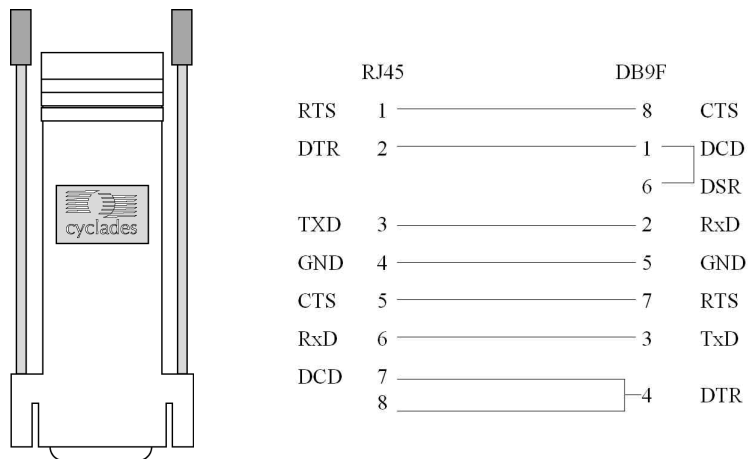 RJ45 DB9F
RTS 1 8 CTS
DTR 2 1 DCD
6 DSR
cyclades
TXD 3 2 RxD
GND 4 5 GND
CTS 5 7 RTS
RxD 6 3 TxD
DCD 7
4 DTR
8